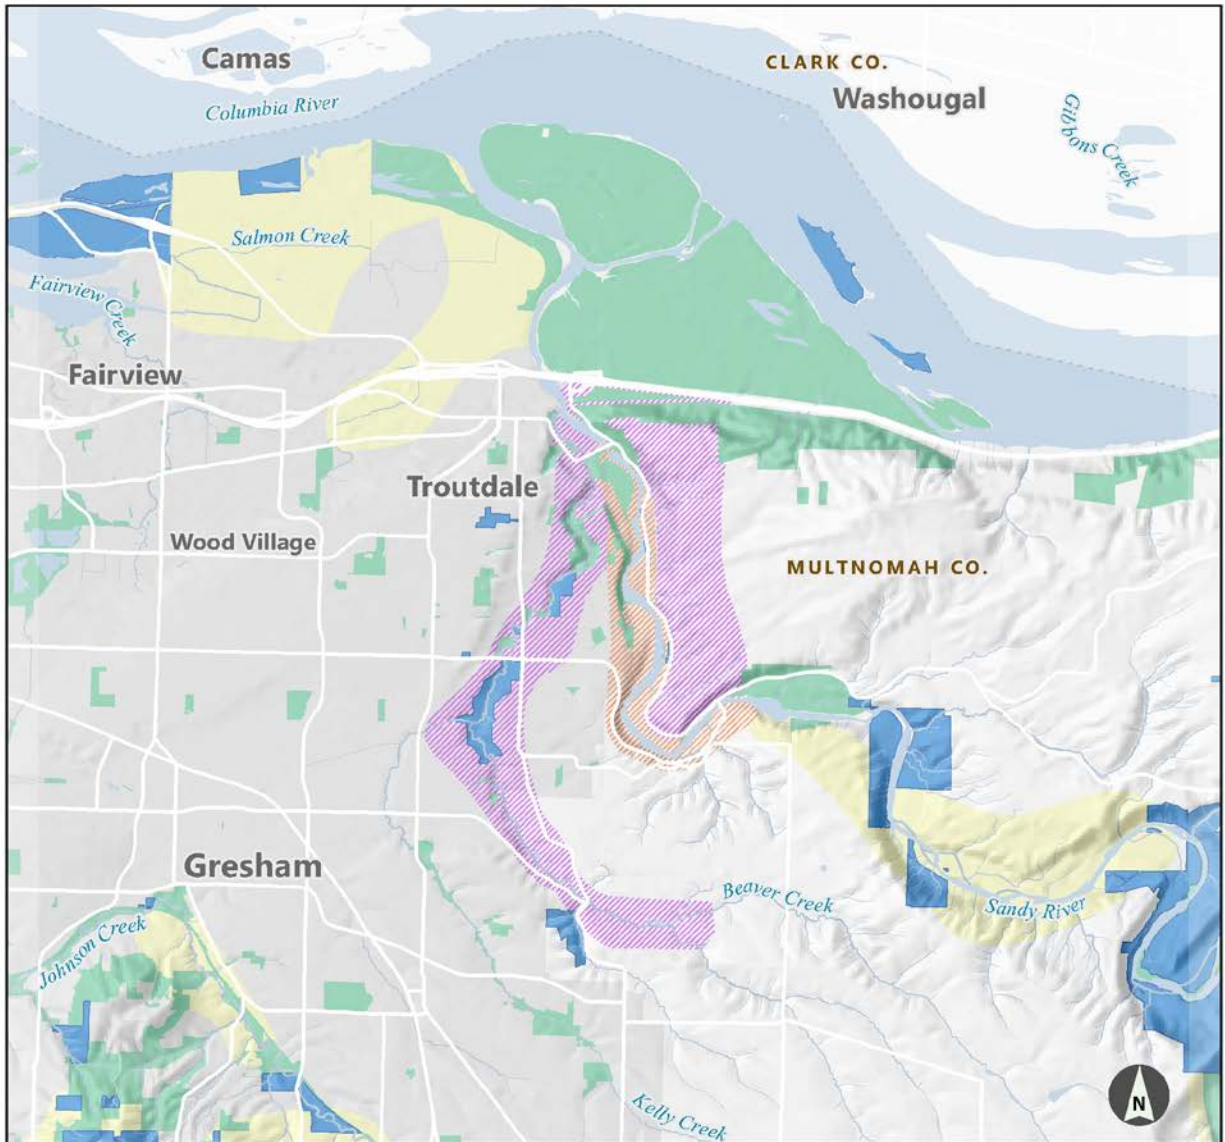 Camas
CLARK CO.
Washougal
Columbia River
Gibbons Creek
Salmon Creek
Fairview Creek
Fairview
Troutdale
Wood Village
MULTNOMAH CO.
Gresham
Beaver Creek
Sandy River
Johnson Creek
Kelly Creek
N